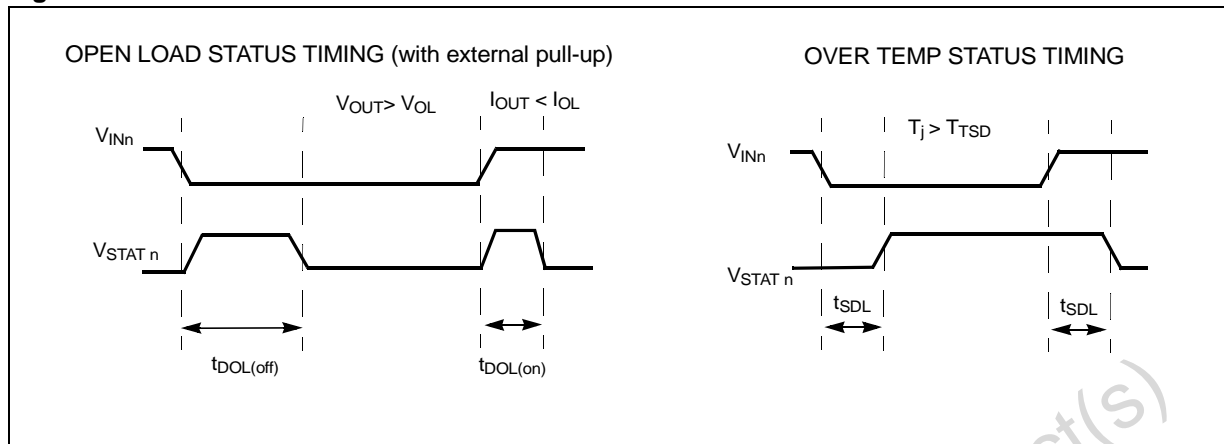 OPEN LOAD STATUS TIMING (with external pull-up)
VOUT> VOL
IOUT < IOL
VINn
VSTAT n
tDOL(off)
tDOL(on)
OVER TEMP STATUS TIMING
Tj > TTSD
VINn
VSTAT n
tSDL
tSDL